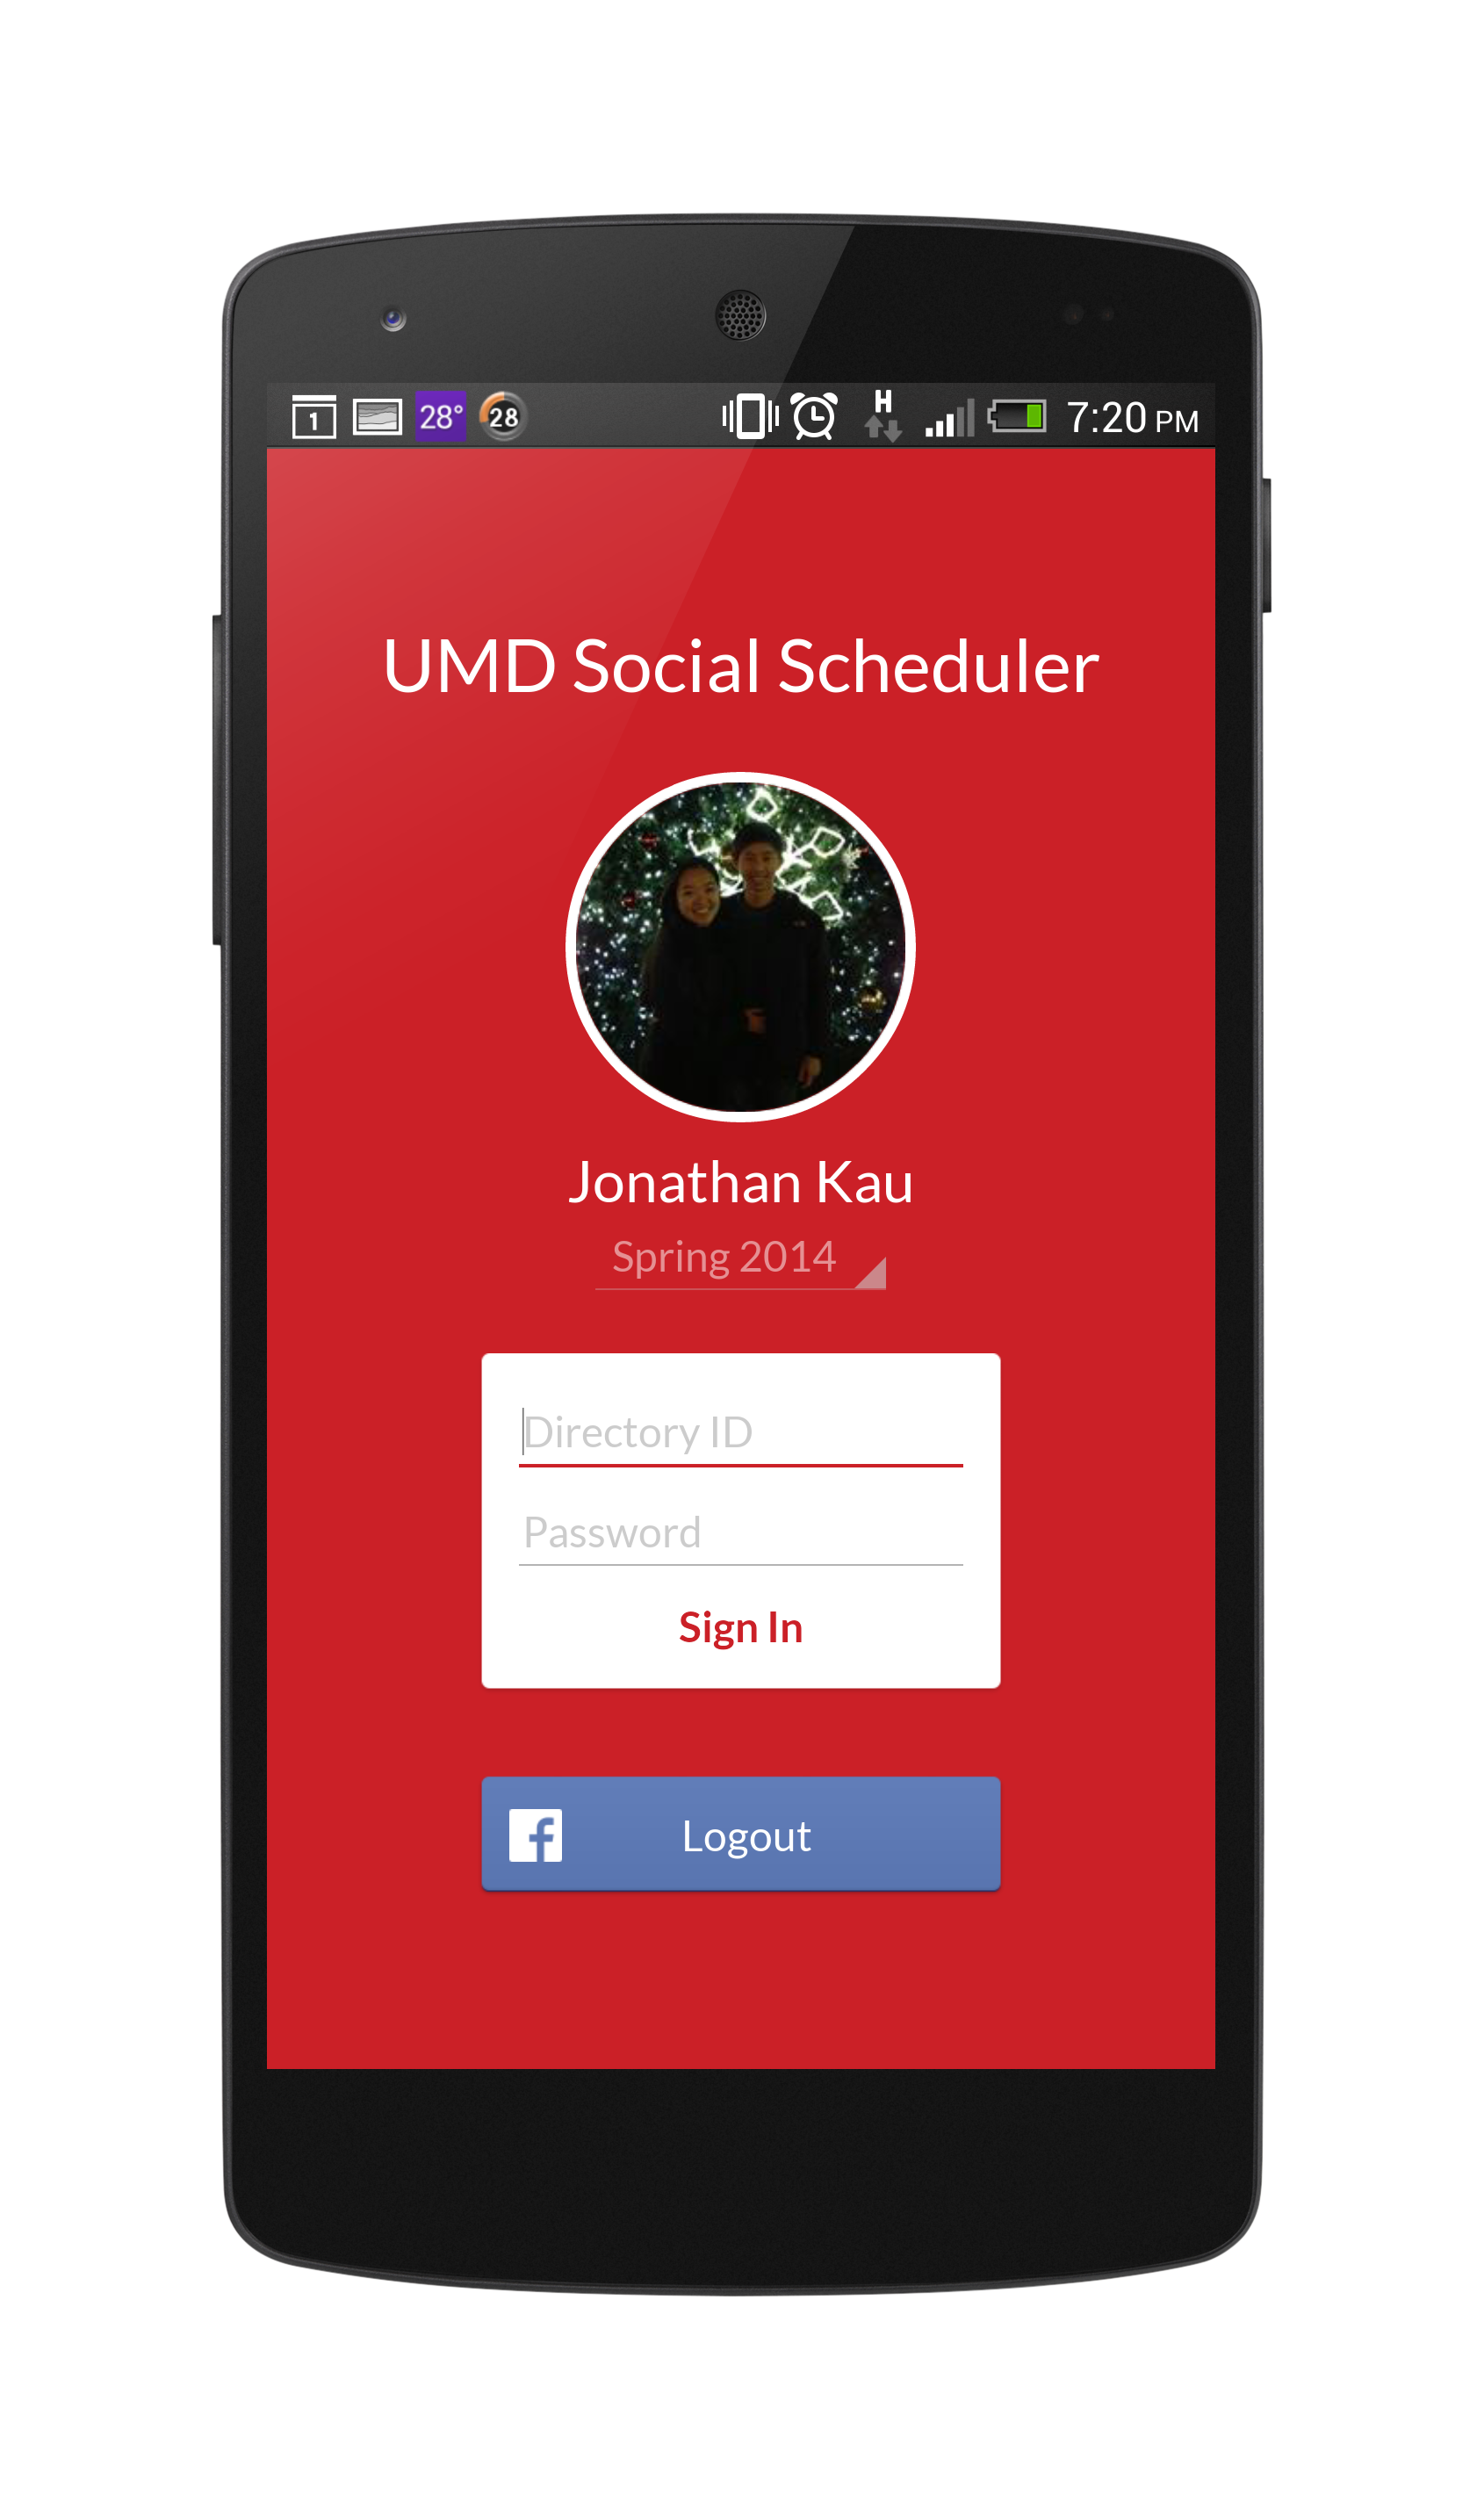 1 28° 28 H 7:20 PM
UMD Social Scheduler
Jonathan Kau
Spring 2014
Directory ID
Password
Sign In
f Logout